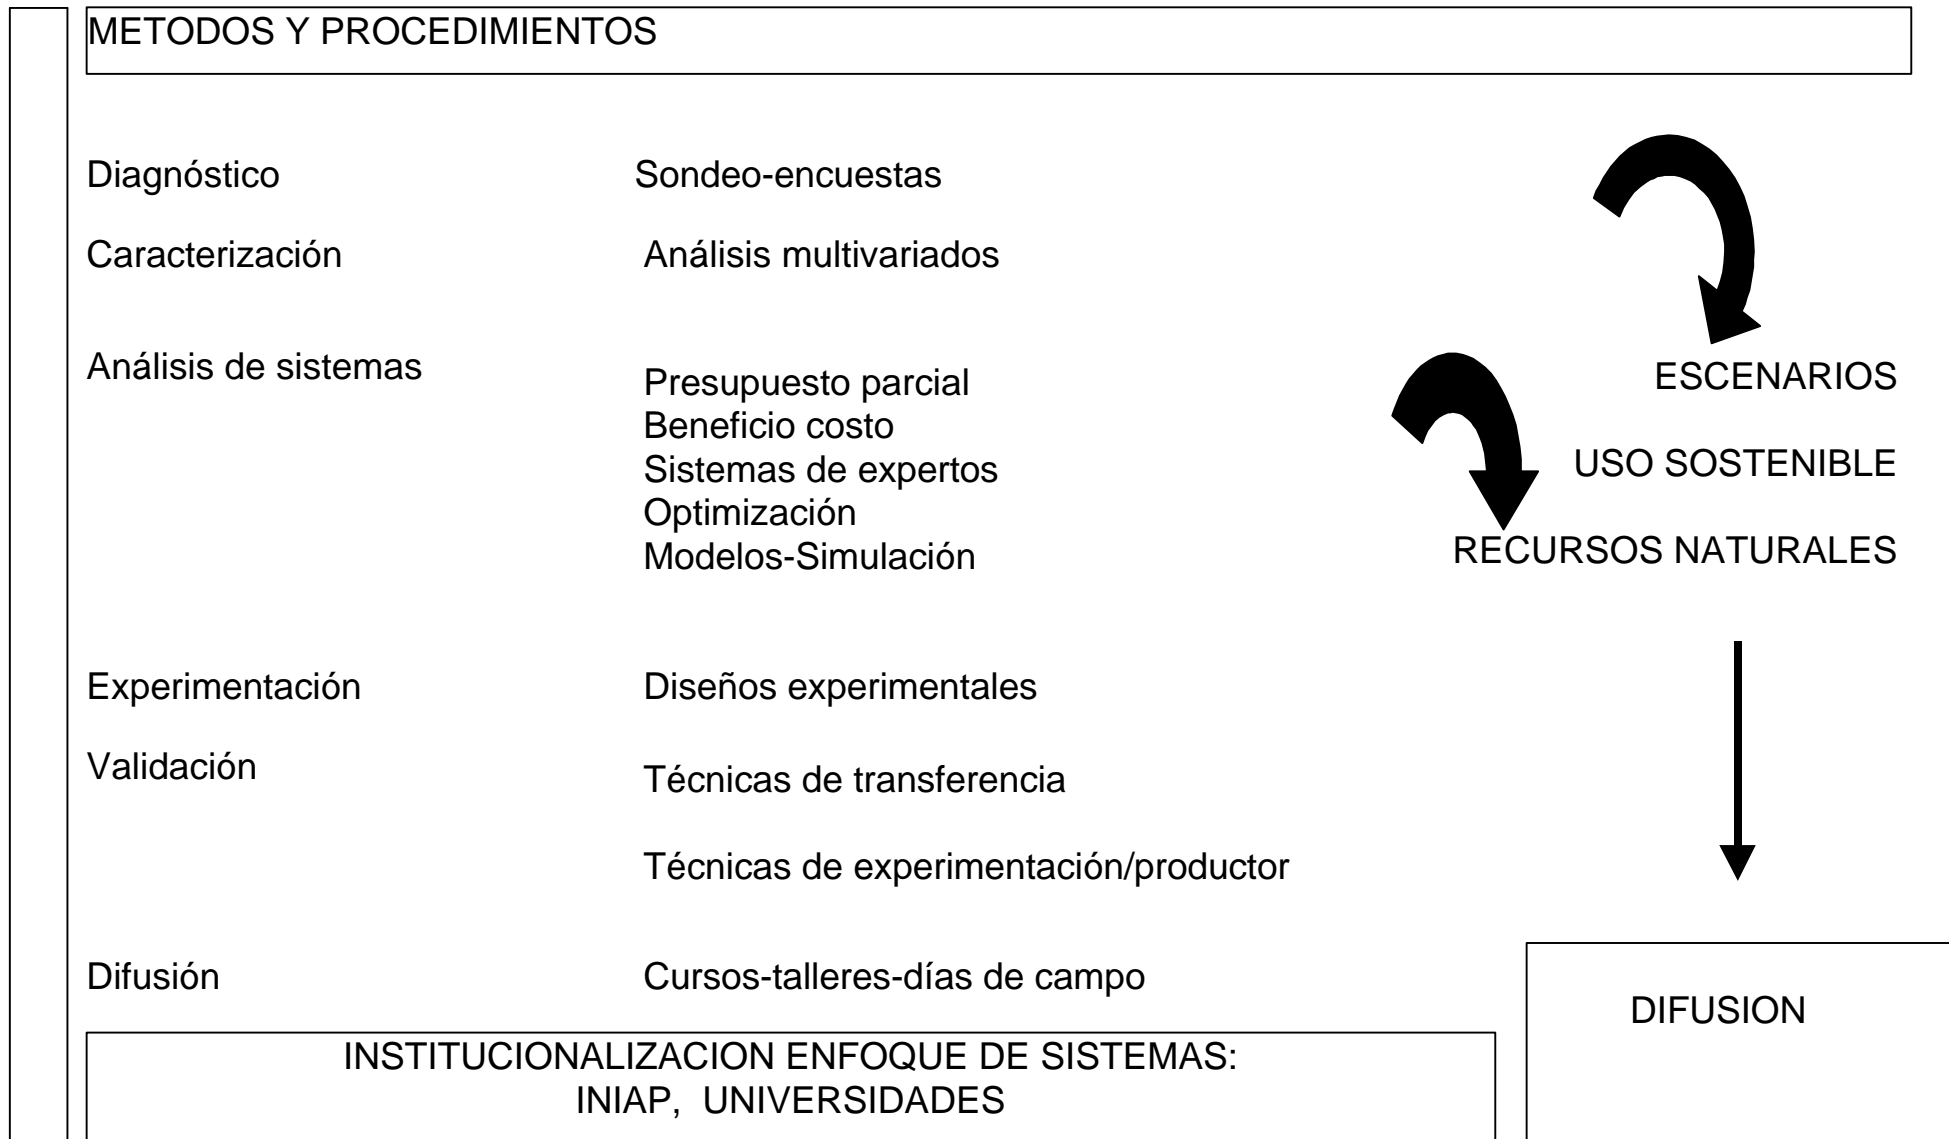 METODOS Y PROCEDIMIENTOS
Diagnóstico Sondeo-encuestas
Caracterización Análisis multivariados
Análisis de sistemas
Presupuesto parcial
Beneficio costo
Sistemas de expertos
Optimización
Modelos-Simulación
ESCENARIOS
USO SOSTENIBLE
RECURSOS NATURALES
Experimentación Diseños experimentales
Validación
Técnicas de transferencia
Técnicas de experimentación/productor
Difusión Cursos-talleres-días de campo
DIFUSION
INSTITUCIONALIZACION ENFOQUE DE SISTEMAS:
INIAP, UNIVERSIDADES